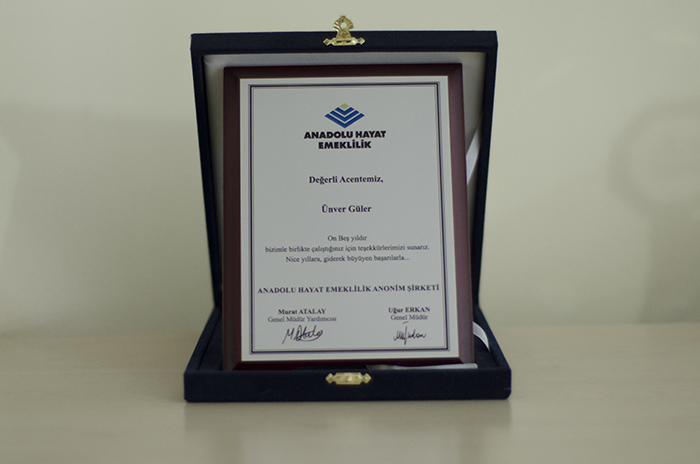 ANADOLU HAYAT
EMEKLİLİK
Değerli Acentemiz,
Ünver Güler
On Beş yıldır
bizimle birlikte çalıştığınız için teşekkürlerimizi sunarız.
Nice yıllara, giderek büyüyen başarılarla...
ANADOLU HAYAT EMEKLİLİK ANONİM ŞİRKETİ
Murat ATALAY
Genel Müdür Yardımcısı
Uğur ERKAN
Genel Müdür